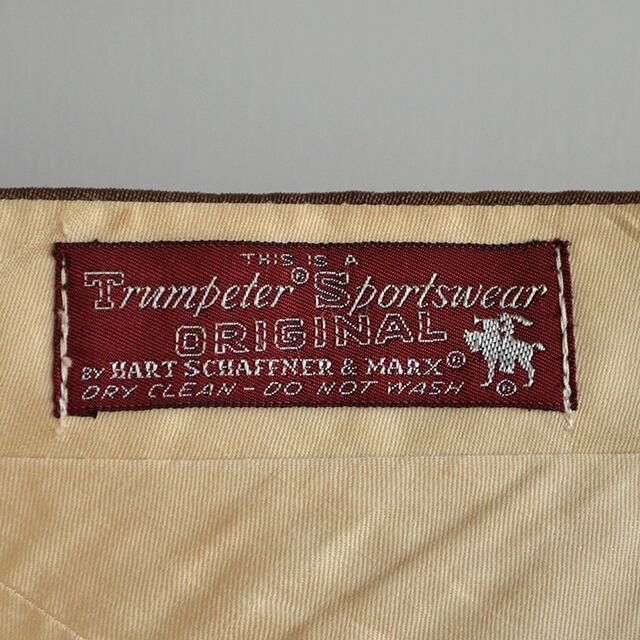 THIS IS A
Trumpeter® Sportswear
ORIGINAL
BY HART SCHAFFNER & MARX®
DRY CLEAN - DO NOT WASH ®